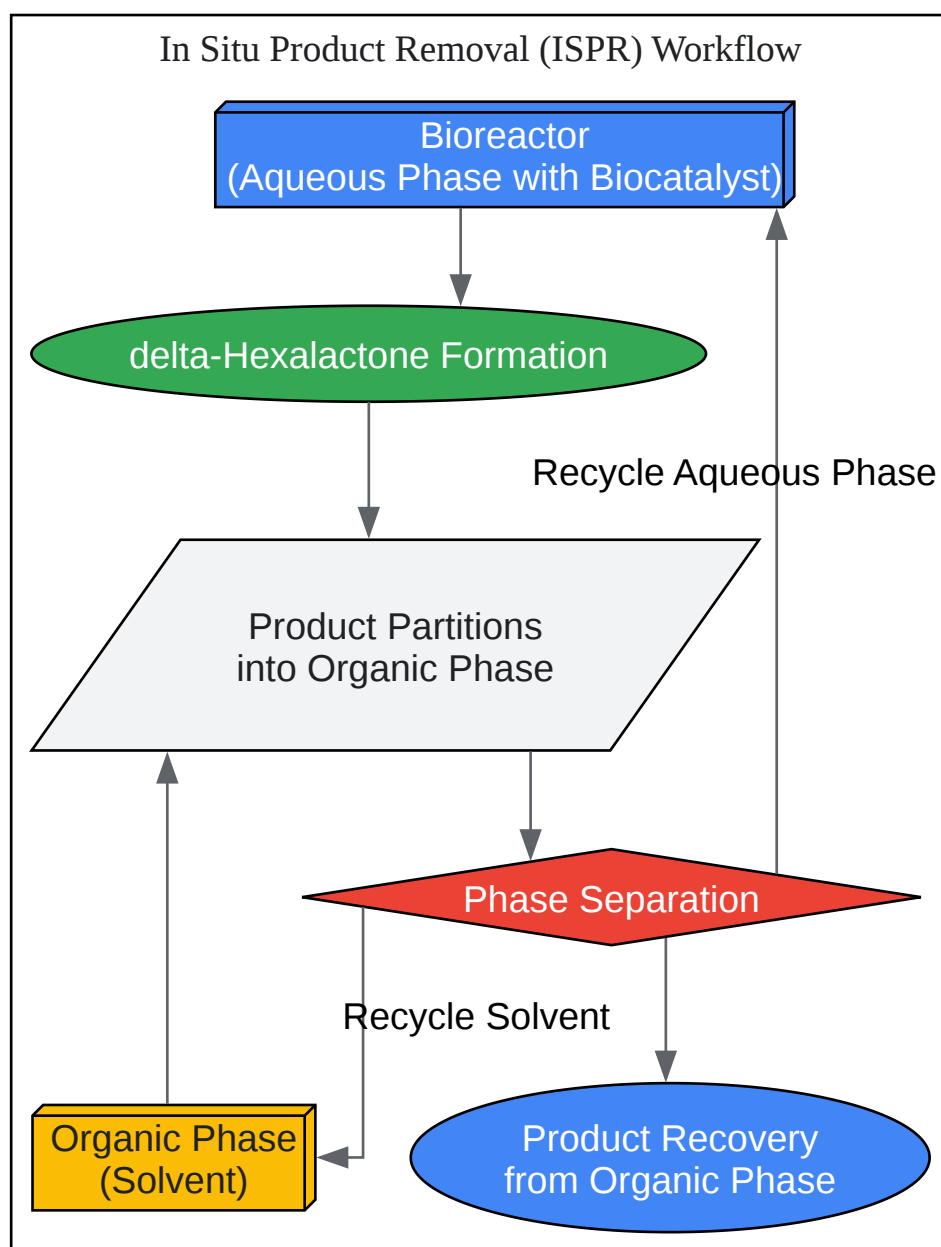 In Situ Product Removal (ISPR) Workflow
Bioreactor
(Aqueous Phase with Biocatalyst)
delta-Hexalactone Formation
Recycle Aqueous Phase
Product Partitions
into Organic Phase
Phase Separation
Recycle Solvent
Organic Phase
(Solvent)
Product Recovery
from Organic Phase